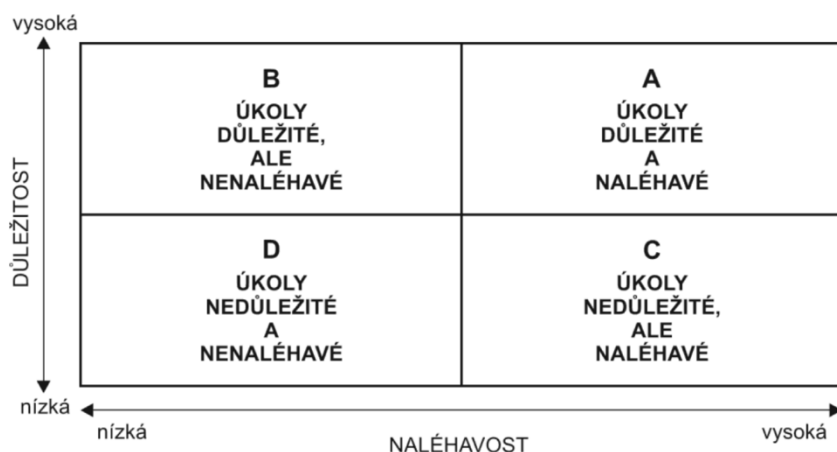 vysoká
B
ÚKOLY
DŮLEŽITÉ,
ALE
NENALÉHAVÉ
A
ÚKOLY
DŮLEŽITÉ
A
NALÉHAVÉ
DŮLEŽITOST
D
ÚKOLY
NEDŮLEŽITÉ
A
NENALÉHAVÉ
C
ÚKOLY
NEDŮLEŽITÉ,
ALE
NALÉHAVÉ
nízká
nízká
NALÉHAVOST
vysoká